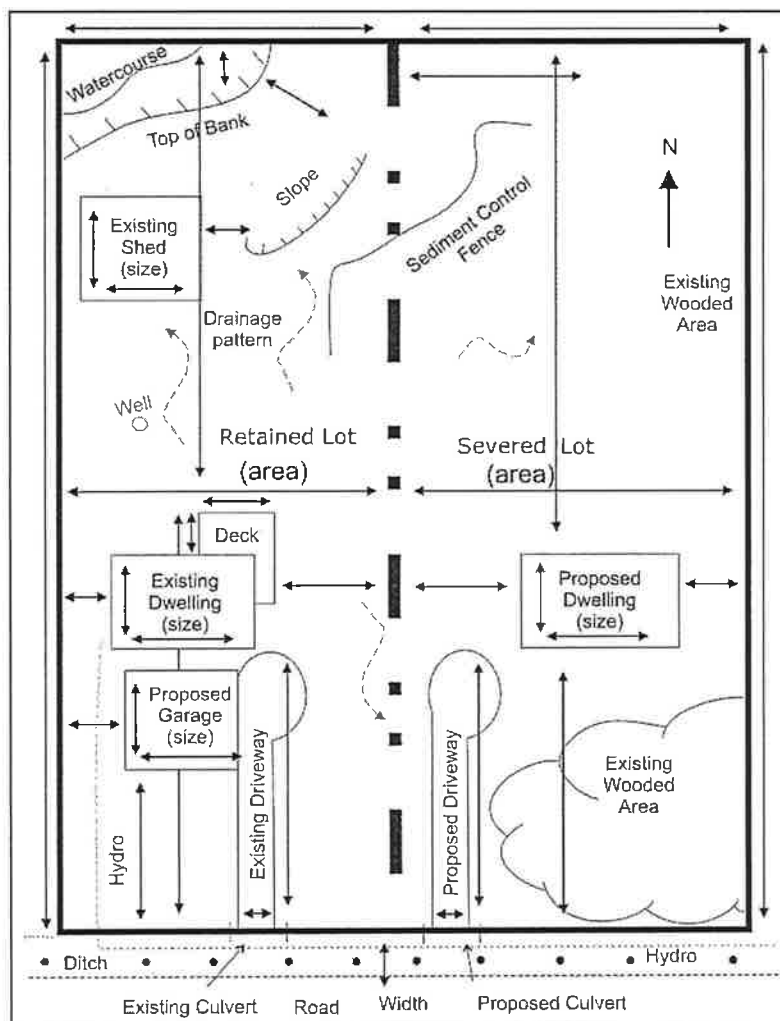 Watercourse
Top of Bank
N
Slope
Existing
Shed
(size)
Sediment Control
Fence
Existing
Wooded
Area
Drainage
pattern
Well
Retained Lot
(area)
Severed Lot
(area)
Deck
Existing
Dwelling
(size)
Proposed
Dwelling
(size)
Proposed
Garage
(size)
Existing Driveway
Proposed Driveway
Existing
Wooded
Area
Hydro
Ditch
Hydro
Existing Culvert
Road
Width
Proposed Culvert